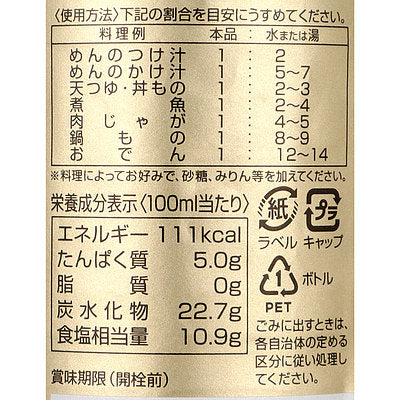 〈使用方法〉下記の割合を目安にうすめてください。
料理例 本品 : 水または湯
めんのつけ汁 1 : 2
めんのかけ汁 1 : 5〜7
天つゆ・丼もの 1 : 2〜3
煮魚 1 : 2〜3
肉じゃが 1 : 4〜5
鍋もの 1 : 8〜9
おでん 1 : 12〜14
※料理によってお好みで、砂糖、みりん等を加えてください。
栄養成分表示〈100ml当たり〉
エネルギー 111kcal
たんぱく質 5.0g
脂質 0g
炭水化物 22.7g
食塩相当量 10.9g
賞味期限（開栓前）
紙 プラ
ラベル キャップ
1 ボトル
PET
ごみに出すときは、
各自治体の定める
区分に従い処理し
てください。